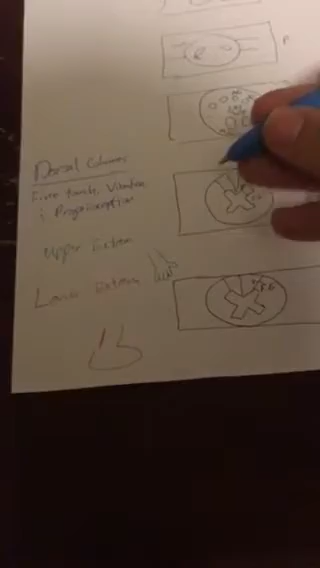 Dorsal Columns
Fine touch, Vibration,
& Proprioception
Upper Extrem
Lower Extrem